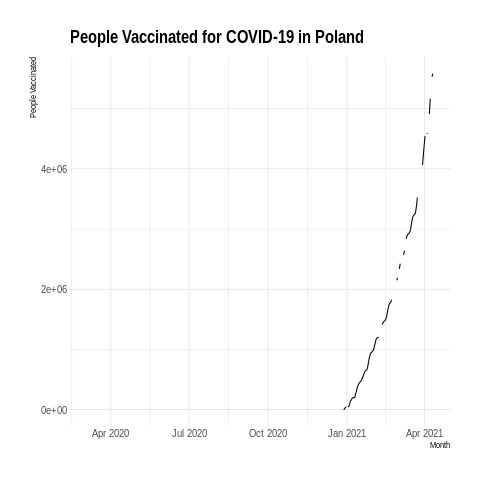 People Vaccinated for COVID-19 in Poland
People Vaccinated
4e+06
2e+06
0e+00
Apr 2020 Jul 2020 Oct 2020 Jan 2021 Apr 2021
Month